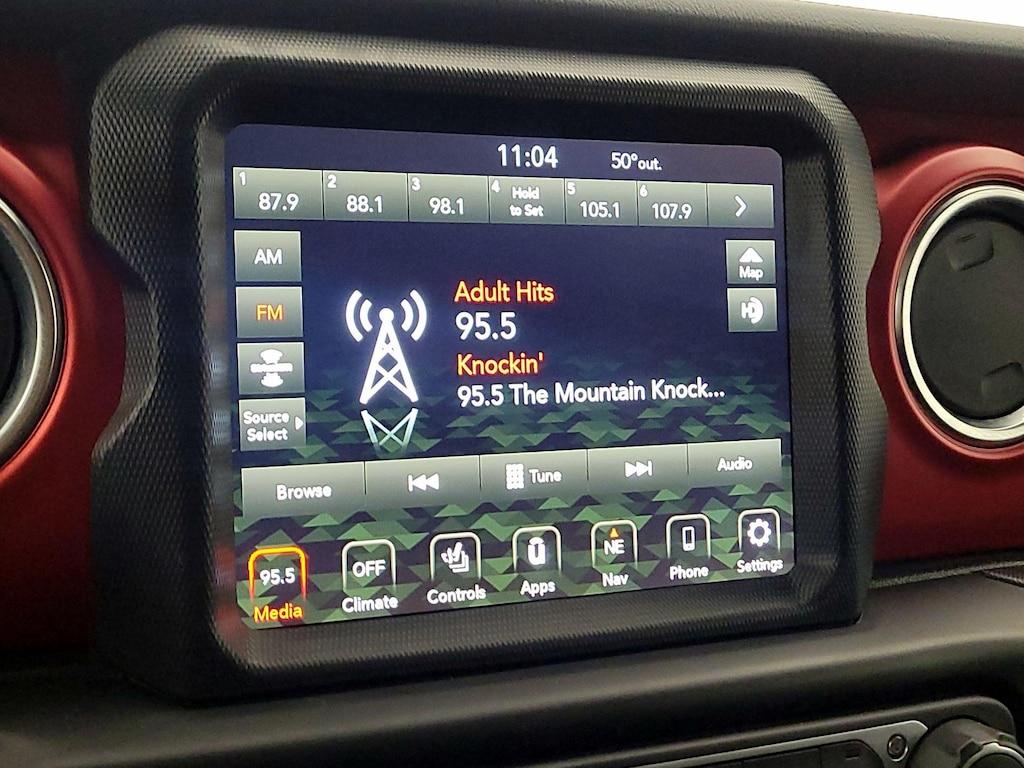 11:04 50°out.
1 87.9 2 88.1 3 98.1 4 Hold to Set 5 105.1 6 107.9
AM
Map
FM
HD
Source
Select
Adult Hits
95.5
Knockin'
95.5 The Mountain Knock...
Browse Tune Audio
95.5 OFF NE
Media Climate Controls Apps Nav Phone Settings